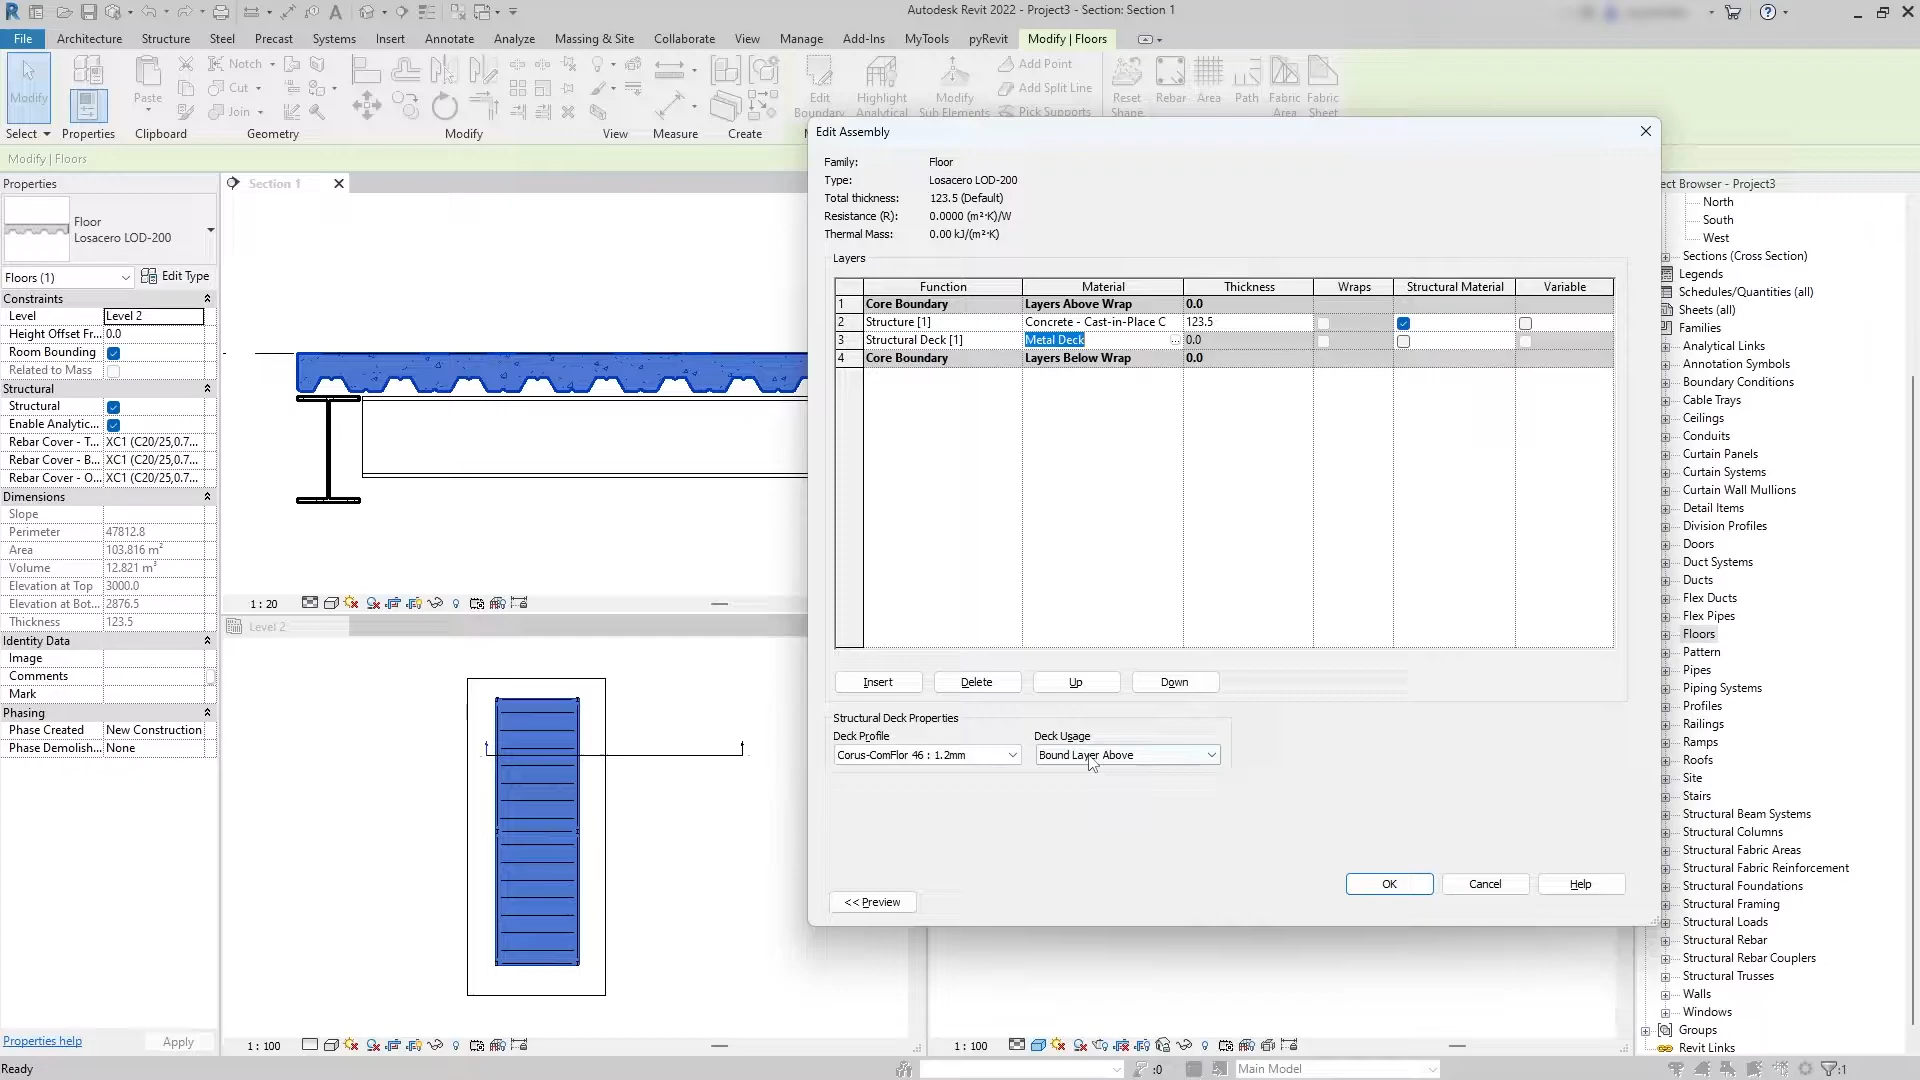 Autodesk Revit 2022 - Project3 - Section: Section 1
File Architecture Structure Steel Precast Systems Insert Annotate Analyze Massing & Site Collaborate View Manage Add-Ins MyTools pyRevit Modify | Floors
Modify
Paste
Notch
Cut
Join
Edit Boundary
Highlight Analytical
Modify Sub Elements
Add Point
Add Split Line
Pick Supports
Reset Shape
Rebar
Area
Path
Fabric Area
Fabric Sheet
Select Properties Clipboard Geometry Modify View Measure Create
Modify | Floors
Properties
Floor
Losacero LOD-200
Floors (1) Edit Type
Constraints
Level Level 2
Height Offset Fr... 0.0
Room Bounding
Related to Mass
Structural
Structural
Enable Analytic...
Rebar Cover - T... XC1 (C20/25,0.7...
Rebar Cover - B... XC1 (C20/25,0.7...
Rebar Cover - O... XC1 (C20/25,0.7...
Dimensions
Slope
Perimeter 47812.8
Area 103.816 m²
Volume 12.821 m³
Elevation at Top 3000.0
Elevation at Bot... 2876.5
Thickness 123.5
Identity Data
Image
Comments
Mark
Phasing
Phase Created New Construction
Phase Demolish... None
Properties help Apply
Ready
Section 1
1 : 20
Level 2
1 : 100
1 : 100
Edit Assembly
Family: Floor
Type: Losacero LOD-200
Total thickness: 123.5 (Default)
Resistance (R): 0.0000 (m²·K)/W
Thermal Mass: 0.00 kJ/(m²·K)
Layers
Function Material Thickness Wraps Structural Material Variable
1 Core Boundary Layers Above Wrap 0.0
2 Structure [1] Concrete - Cast-in-Place C 123.5
3 Structural Deck [1] Metal Deck ... 0.0
4 Core Boundary Layers Below Wrap 0.0
Insert Delete Up Down
Structural Deck Properties
Deck Profile Deck Usage
Corus-ComFlor 46 : 1.2mm Bound Layer Above
OK Cancel Help
<< Preview
ect Browser - Project3
North
South
West
Sections (Cross Section)
Legends
Schedules/Quantities (all)
Sheets (all)
Families
Analytical Links
Annotation Symbols
Boundary Conditions
Cable Trays
Ceilings
Conduits
Curtain Panels
Curtain Systems
Curtain Wall Mullions
Detail Items
Division Profiles
Doors
Duct Systems
Ducts
Flex Ducts
Flex Pipes
Floors
Pattern
Pipes
Piping Systems
Profiles
Railings
Ramps
Roofs
Site
Stairs
Structural Beam Systems
Structural Columns
Structural Fabric Areas
Structural Fabric Reinforcement
Structural Foundations
Structural Framing
Structural Loads
Structural Rebar
Structural Rebar Couplers
Structural Trusses
Walls
Windows
Groups
Revit Links
:0 Main Model :1